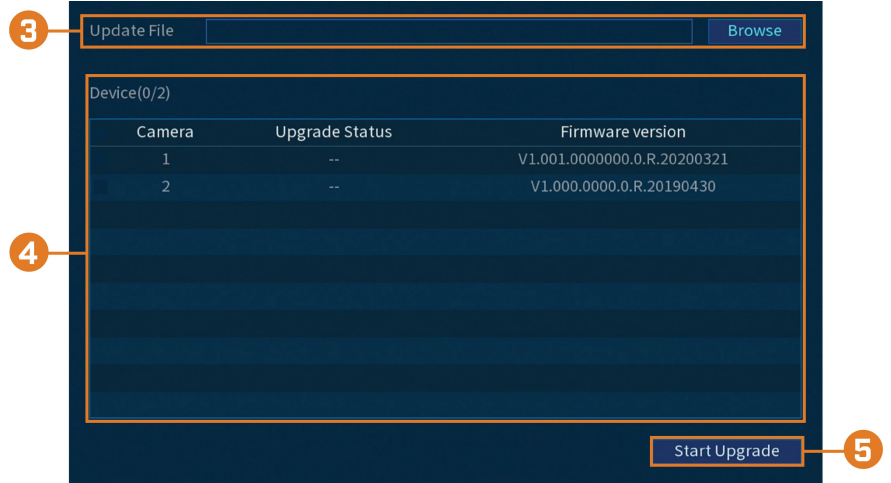 3
Update File Browse
Device(0/2)
Camera Upgrade Status Firmware version
1 -- V1.001.0000000.0.R.20200321
2 -- V1.000.0000.0.R.20190430
4
Start Upgrade
5